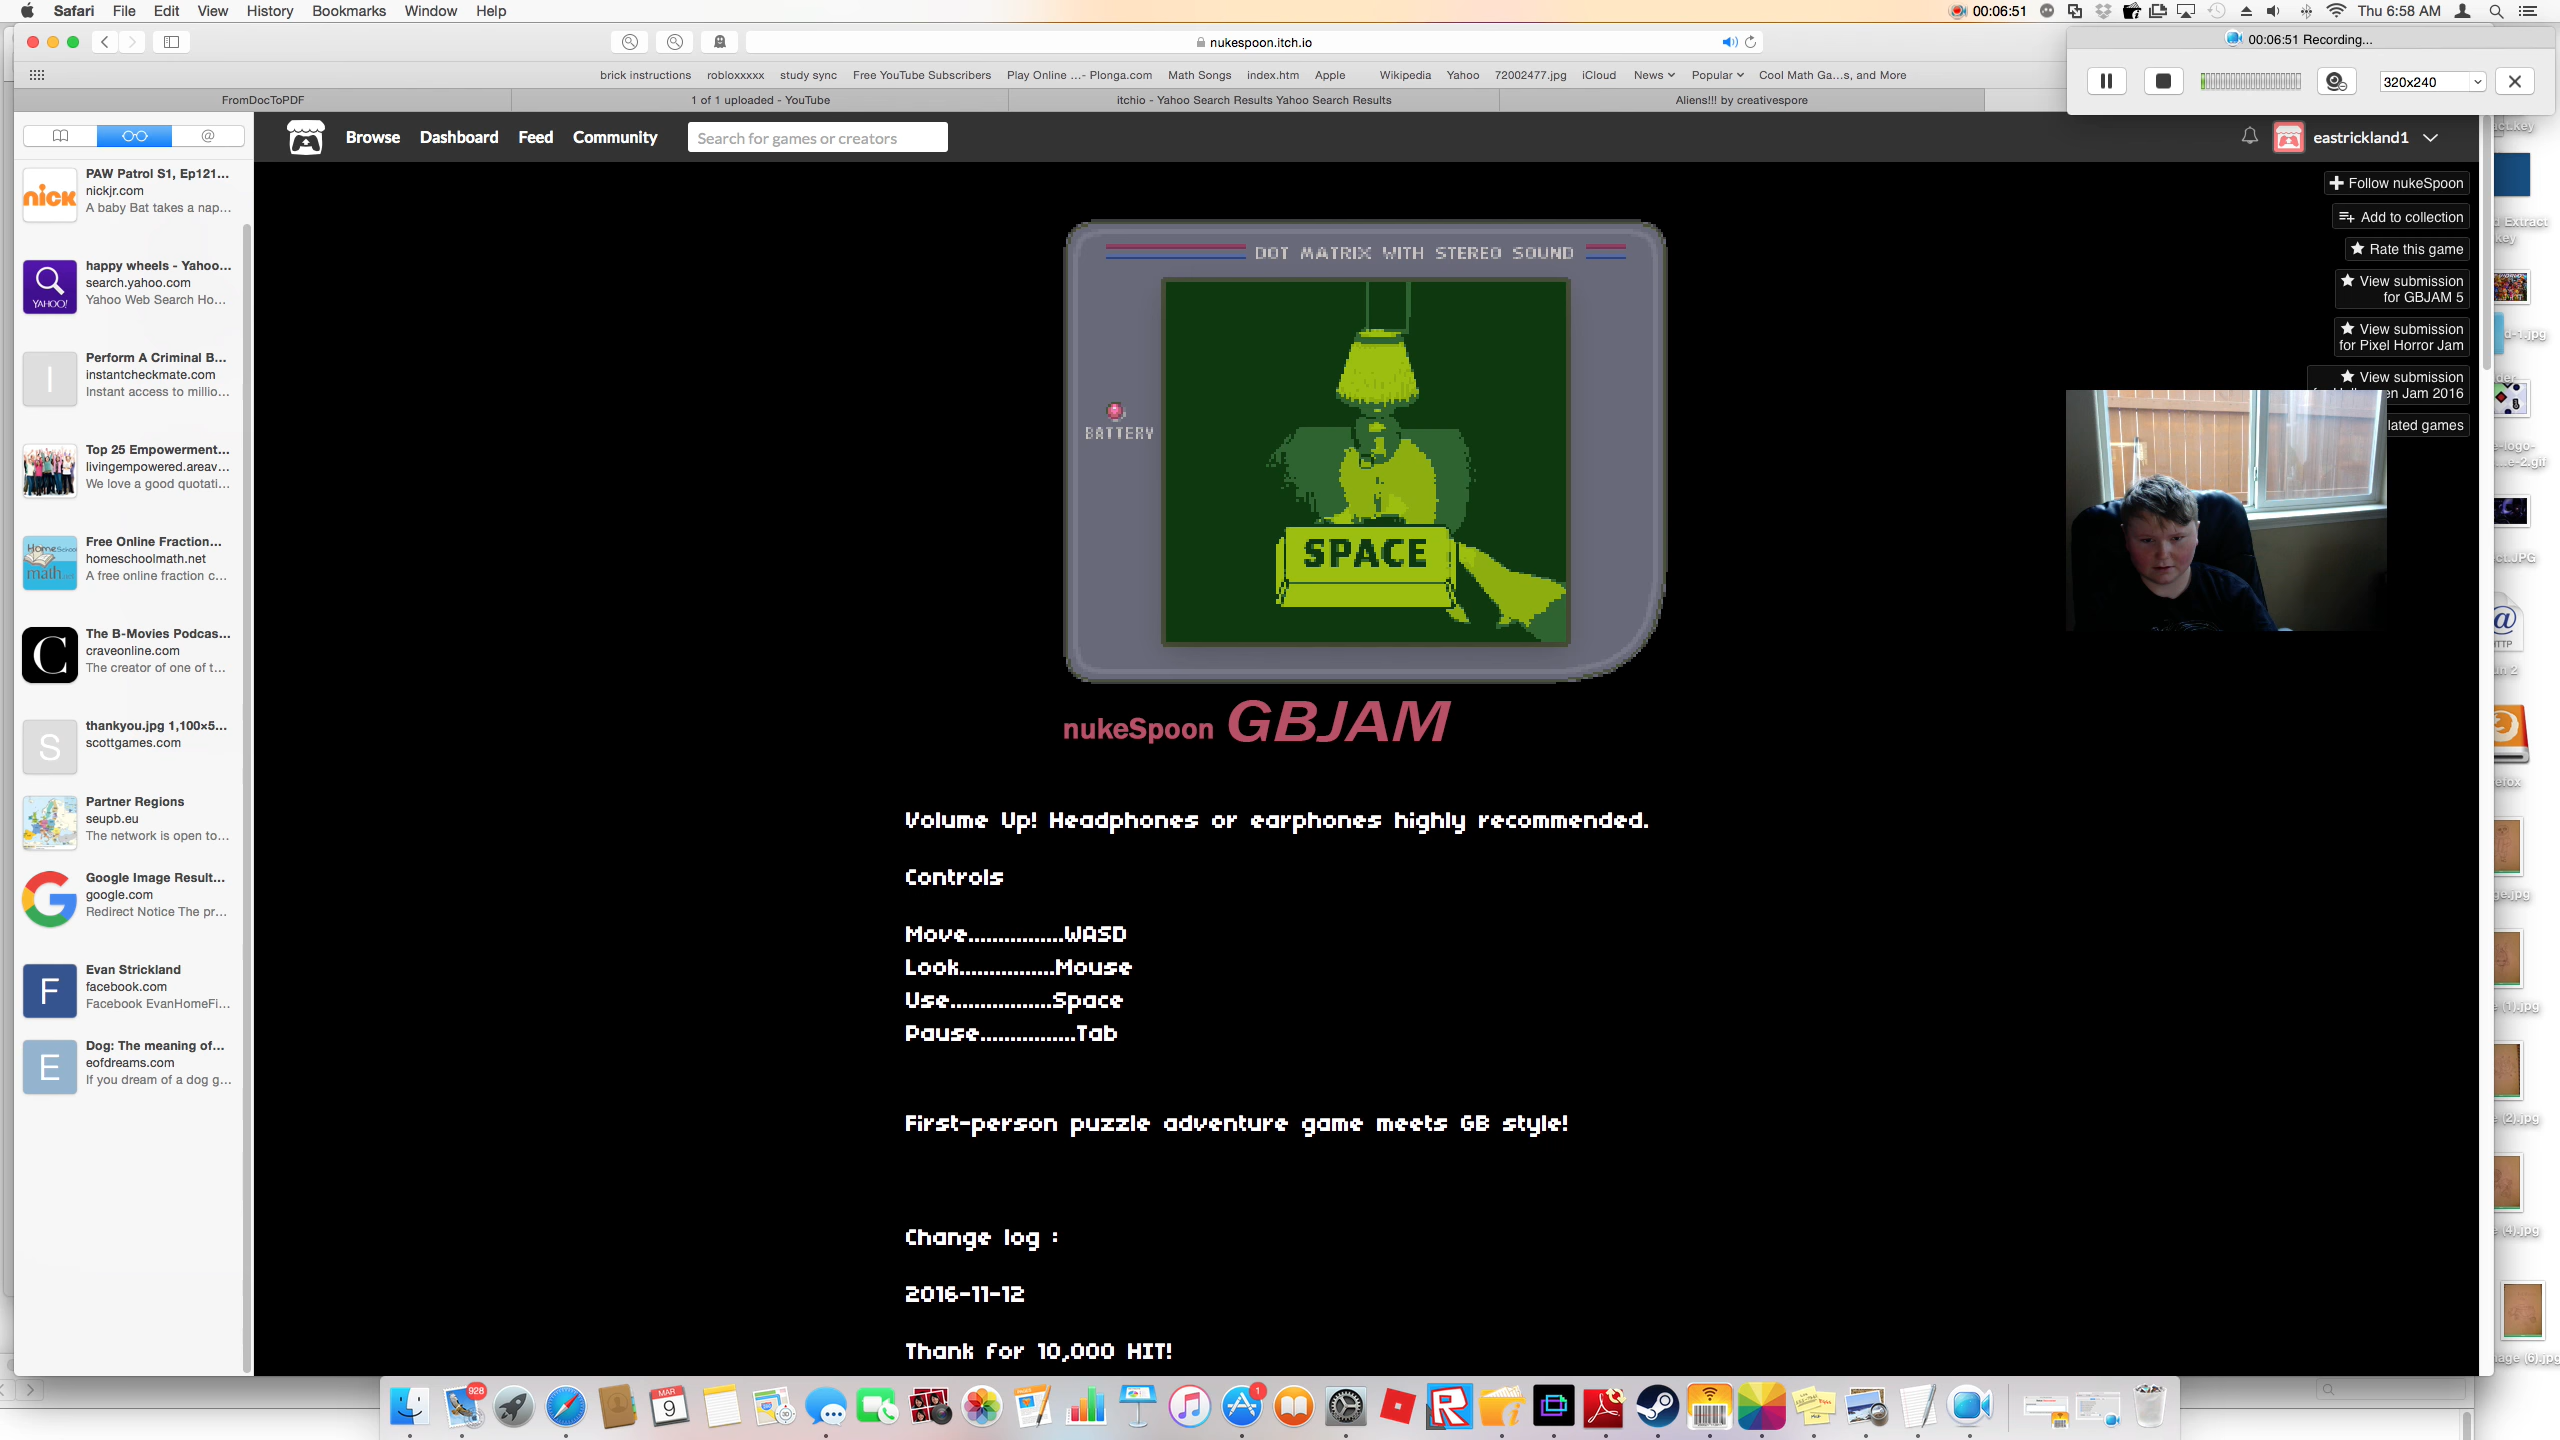 Safari File Edit View History Bookmarks Window Help
00:06:51
Thu 6:58 AM
nukespoon.itch.io
00:06:51 Recording...
320x240
brick instructions robloxxxxx study sync Free YouTube Subscribers Play Online ...- Plonga.com Math Songs index.htm Apple Wikipedia Yahoo 72002477.jpg iCloud News Popular Cool Math Ga...s, and More
FromDocToPDF
1 of 1 uploaded - YouTube
itchio - Yahoo Search Results Yahoo Search Results
Aliens!!! by creativespore
Browse Dashboard Feed Community
Search for games or creators
eastrickland1
PAW Patrol S1, Ep121...
nickjr.com
A baby Bat takes a nap...
nick
happy wheels - Yahoo...
search.yahoo.com
Yahoo Web Search Ho...
YAHOO!
Perform A Criminal B...
instantcheckmate.com
Instant access to millio...
I
Top 25 Empowerment...
livingempowered.areav...
We love a good quotati...
Free Online Fraction...
homeschoolmath.net
A free online fraction c...
The B-Movies Podcas...
craveonline.com
The creator of one of t...
C
thankyou.jpg 1,100×5...
scottgames.com
S
Partner Regions
seupb.eu
The network is open to...
Google Image Result...
google.com
Redirect Notice The pr...
G
Evan Strickland
facebook.com
Facebook EvanHomeFi...
F
Dog: The meaning of...
eofdreams.com
If you dream of a dog g...
E
Follow nukeSpoon
Add to collection
Rate this game
View submission
for GBJAM 5
View submission
for Pixel Horror Jam
View submission
en Jam 2016
lated games
DOT MATRIX WITH STEREO SOUND
BATTERY
SPACE
nukeSpoon GBJAM
Volume Up! Headphones or earphones highly recommended.
Controls
Move................WASD
Look................Mouse
Use.................Space
Pause................Tab
First-person puzzle adventure game meets GB style!
Change log :
2016-11-12
Thank for 10,000 HIT!
928
MAR
9
1